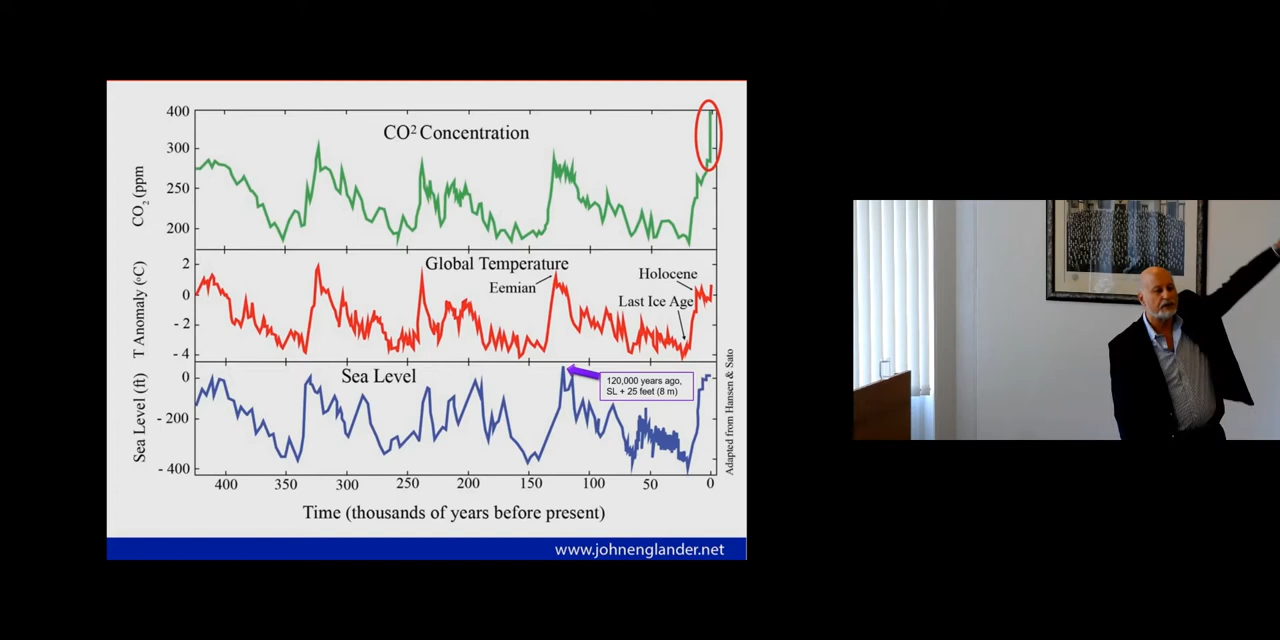 CO² Concentration
400
300
250
200
CO₂ (ppm
Global Temperature
Eemian
Holocene
Last Ice Age
2
0
- 2
- 4
T Anomaly (oC)
Sea Level
120,000 years ago,
SL + 25 feet (8 m)
0
- 200
- 400
Sea Level (ft)
400
350
300
250
200
150
100
50
0
Time (thousands of years before present)
Adapted from Hansen & Sato
www.johnenglander.net